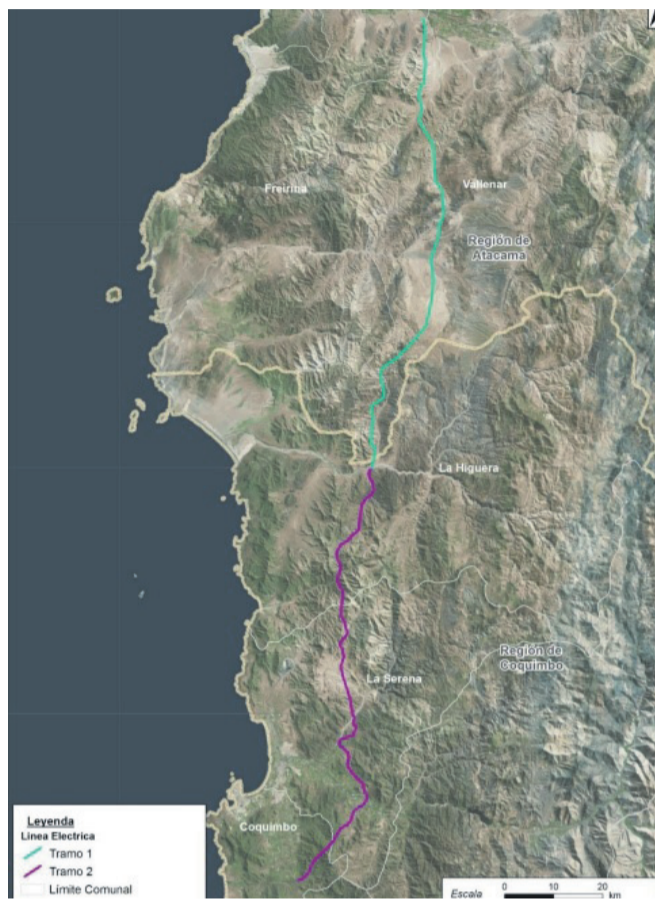 Freirina
Vallenar
Región de
Atacama
La Higuera
Región de
Coquimbo
La Serena
Coquimbo
Leyenda
Linea Electrica
Tramo 1
Tramo 2
Límite Comunal
Escala
0 10 20
km